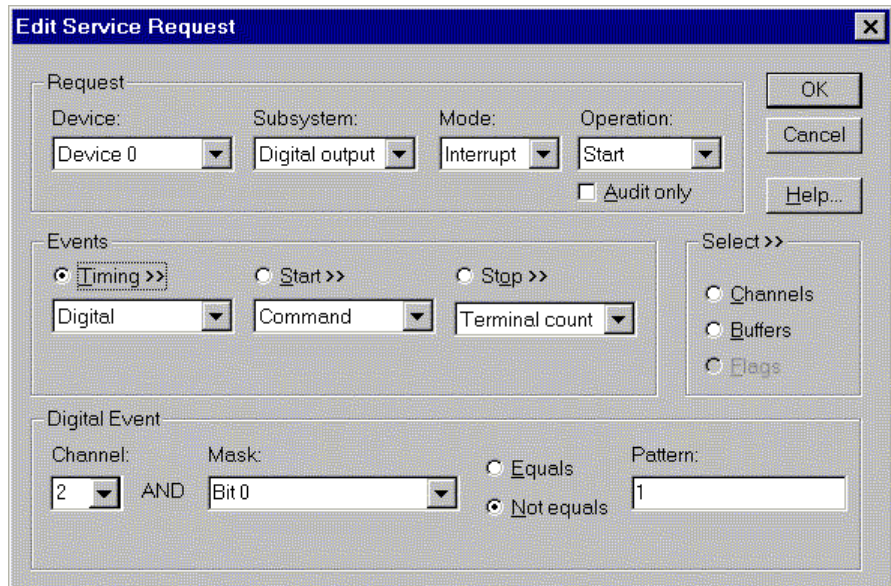 Edit Service Request
Request
Device: Subsystem: Mode: Operation:
Device 0 Digital output Interrupt Start
Audit only
OK
Cancel
Help...
Events
Timing >> Start >> Stop >>
Digital Command Terminal count
Select >>
Channels
Buffers
Flags
Digital Event
Channel: Mask: Pattern:
2 AND Bit 0 Equals 1
Not equals